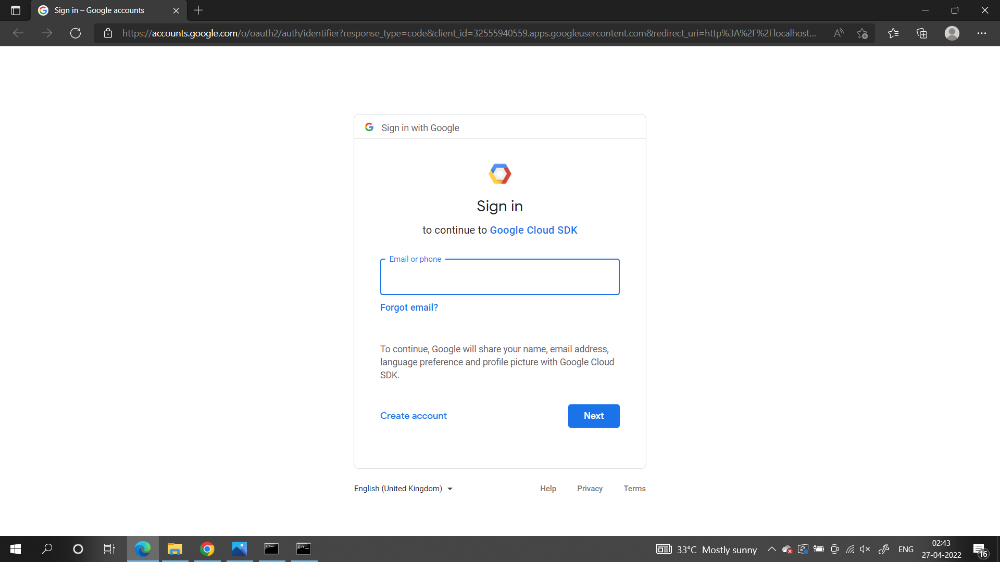 Sign in – Google accounts
https://accounts.google.com/o/oauth2/auth/identifier?response_type=code&client_id=32555940559.apps.googleusercontent.com&redirect_uri=http%3A%2F%2Flocalhost...
Sign in with Google
Sign in
to continue to Google Cloud SDK
Email or phone
Forgot email?
To continue, Google will share your name, email address,
language preference and profile picture with Google Cloud
SDK.
Create account
Next
English (United Kingdom)
Help
Privacy
Terms
33°C Mostly sunny
ENG
02:43
27-04-2022
16